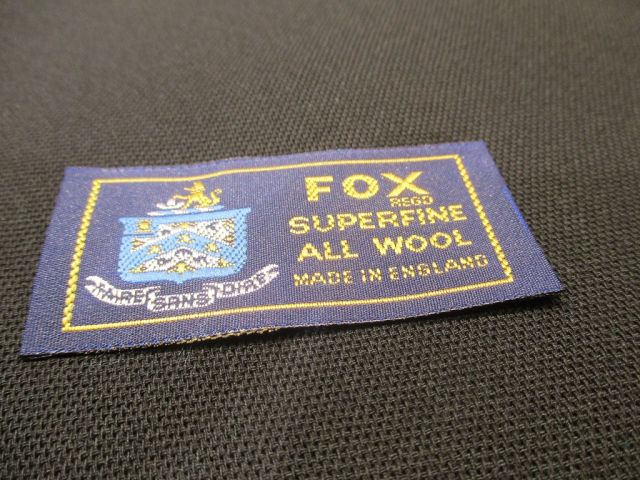 FOX
REGD
SUPERFINE
ALL WOOL
MADE IN ENGLAND
FAIRE SANS DIRE